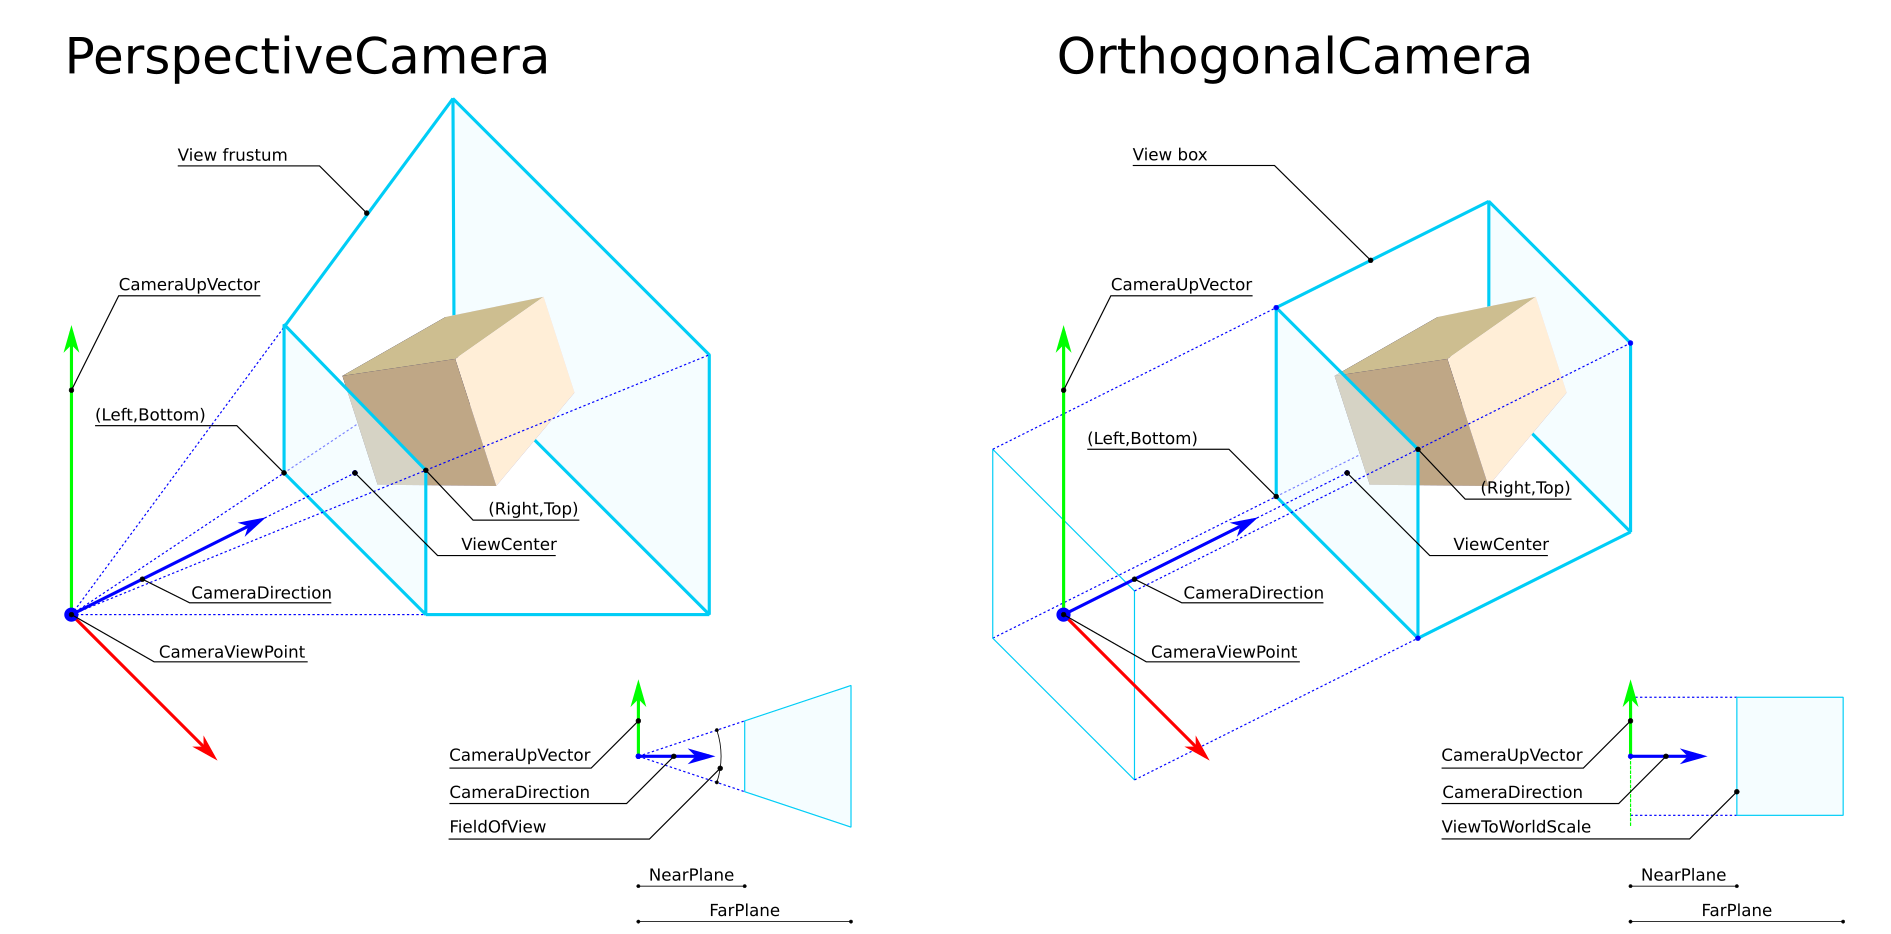 PerspectiveCamera
View frustum
CameraUpVector
(Left,Bottom)
(Right,Top)
ViewCenter
CameraDirection
CameraViewPoint
CameraUpVector
CameraDirection
FieldOfView
NearPlane
FarPlane
OrthogonalCamera
View box
CameraUpVector
(Left,Bottom)
(Right,Top)
ViewCenter
CameraDirection
CameraViewPoint
CameraUpVector
CameraDirection
ViewToWorldScale
NearPlane
FarPlane